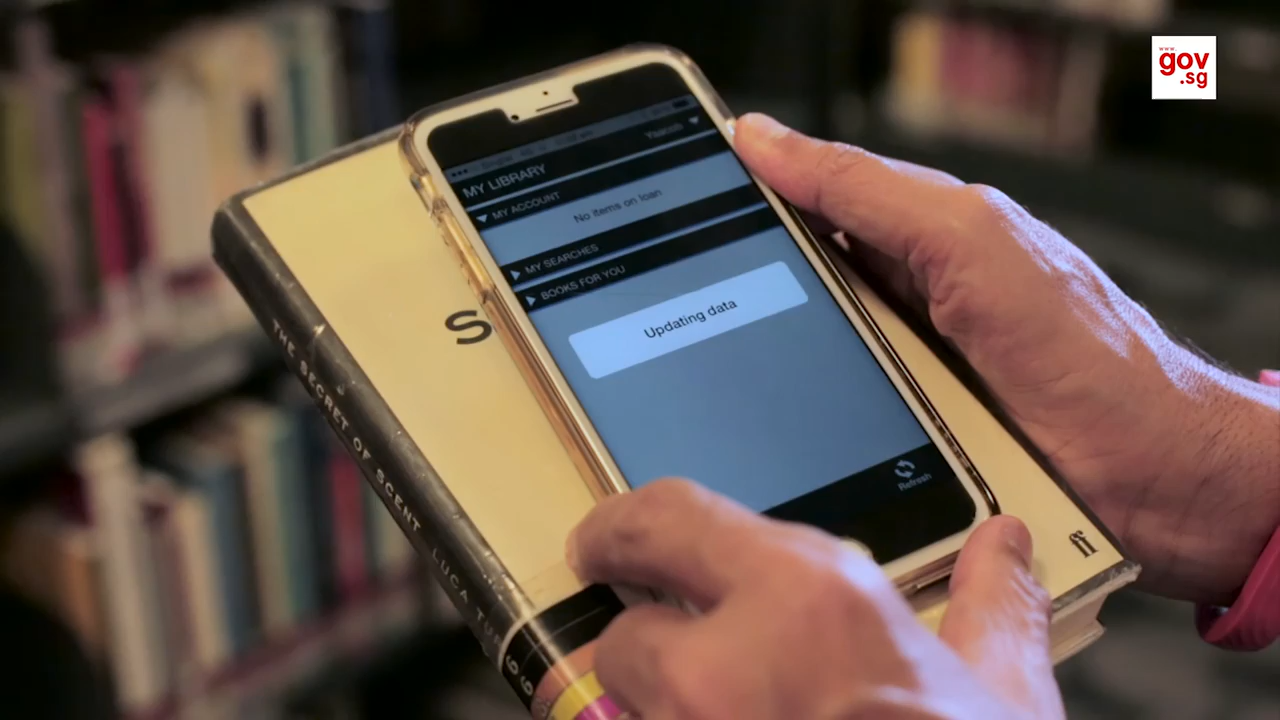 www.
gov
.sg
MY LIBRARY
MY ACCOUNT
No items on loan
MY SEARCHES
BOOKS FOR YOU
Updating data
Refresh
S
THE SECRET OF SCENT LUCA TUR
ff